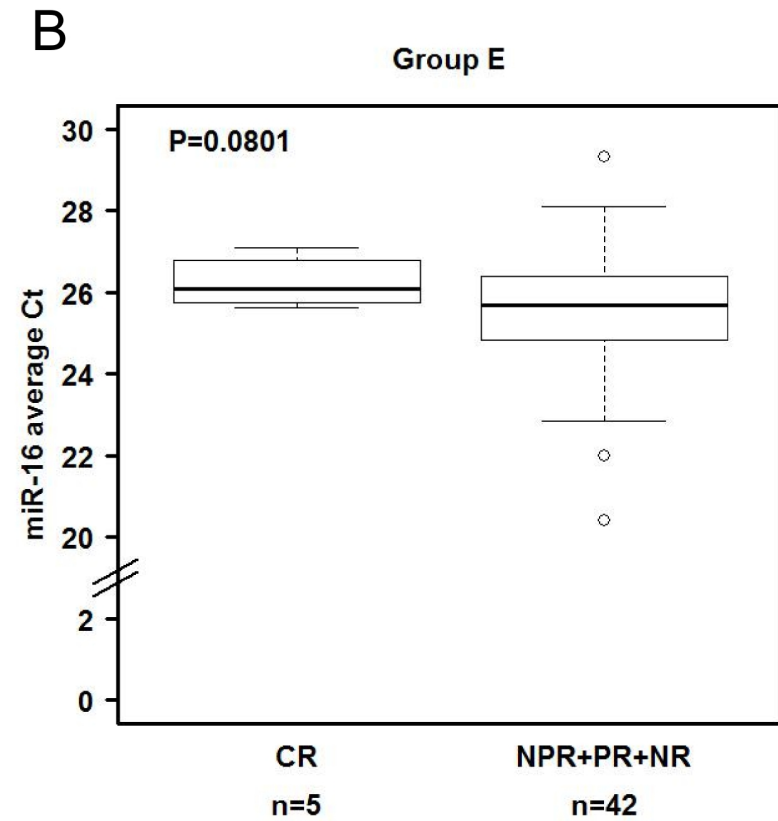 B
Group E
P=0.0801
30
28
26
24
22
20
2
0
miR-16 average Ct
CR
NPR+PR+NR
n=5
n=42